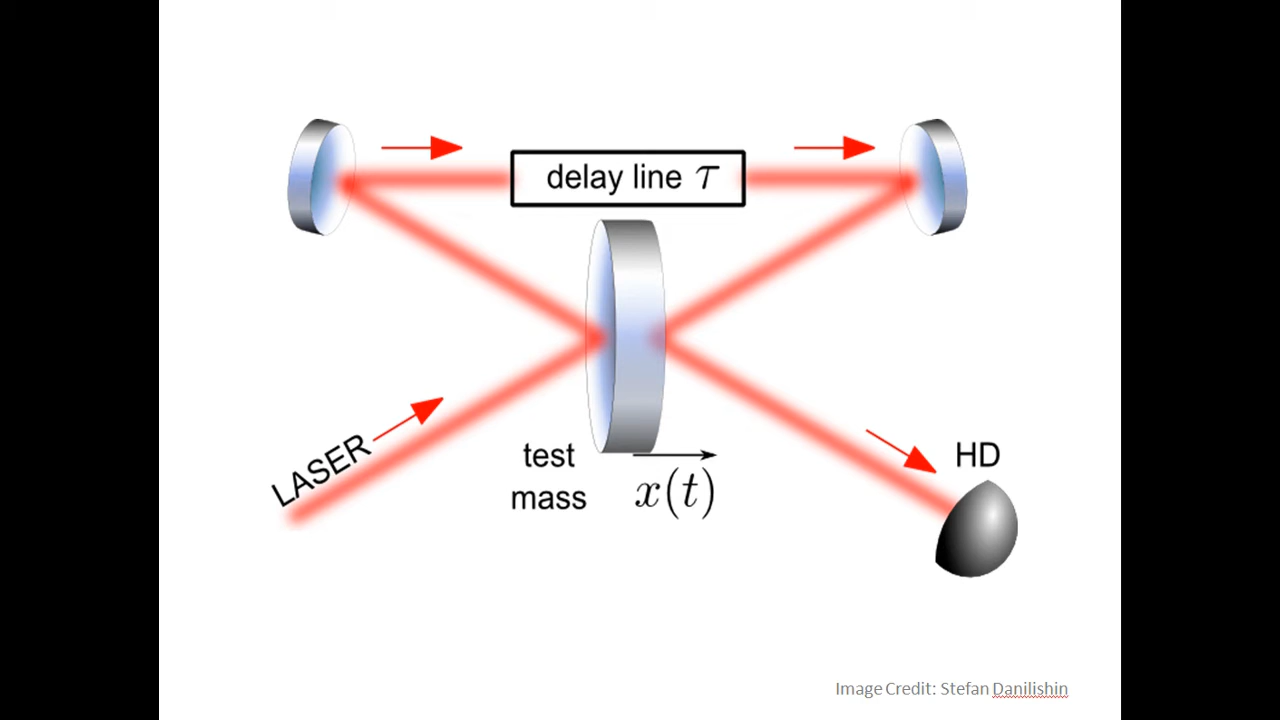 delay line τ
LASER
test
mass
x(t)
HD
Image Credit: Stefan Danilishin